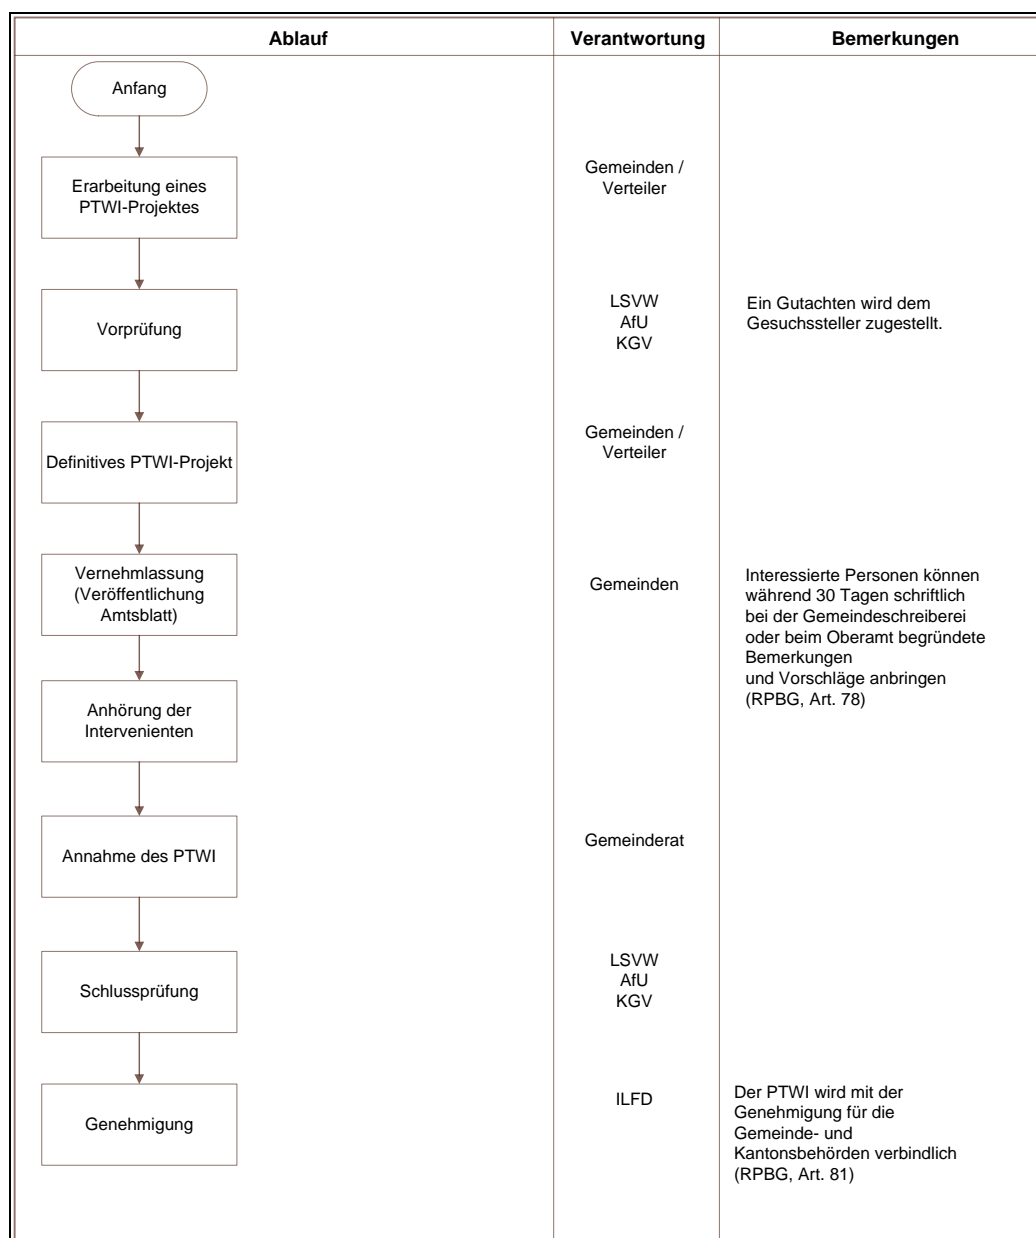 Ablauf
Verantwortung
Bemerkungen
Anfang
Erarbeitung eines
PTWI-Projektes
Gemeinden /
Verteiler
Vorprüfung
LSVW
AfU
KGV
Ein Gutachten wird dem
Gesuchssteller zugestellt.
Definitives PTWI-Projekt
Gemeinden /
Verteiler
Vernehmlassung
(Veröffentlichung
Amtsblatt)
Gemeinden
Interessierte Personen können
während 30 Tagen schriftlich
bei der Gemeindeschreiberei
oder beim Oberamt begründete
Bemerkungen
und Vorschläge anbringen
(RPBG, Art. 78)
Anhörung der
Intervenienten
Annahme des PTWI
Gemeinderat
Schlussprüfung
LSVW
AfU
KGV
Genehmigung
ILFD
Der PTWI wird mit der
Genehmigung für die
Gemeinde- und
Kantonsbehörden verbindlich
(RPBG, Art. 81)